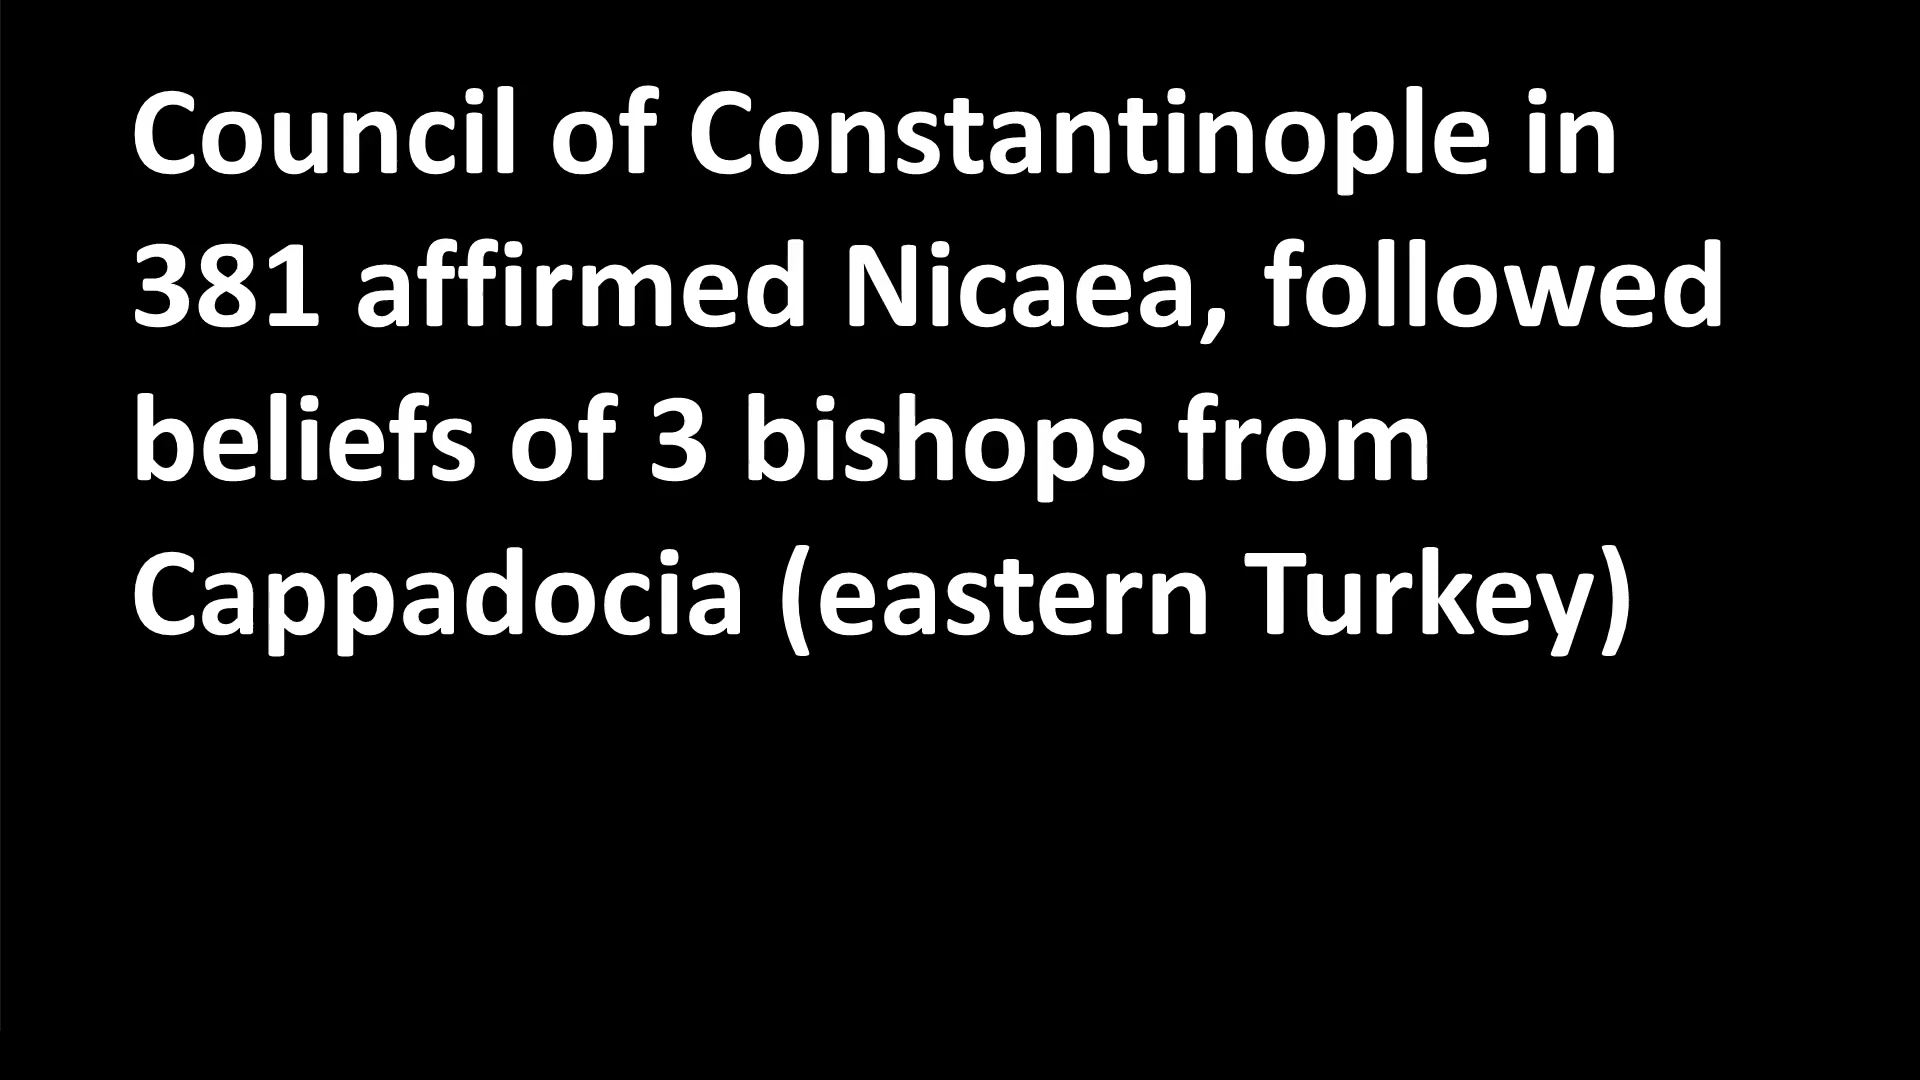 Council of Constantinople in
381 affirmed Nicaea, followed
beliefs of 3 bishops from
Cappadocia (eastern Turkey)